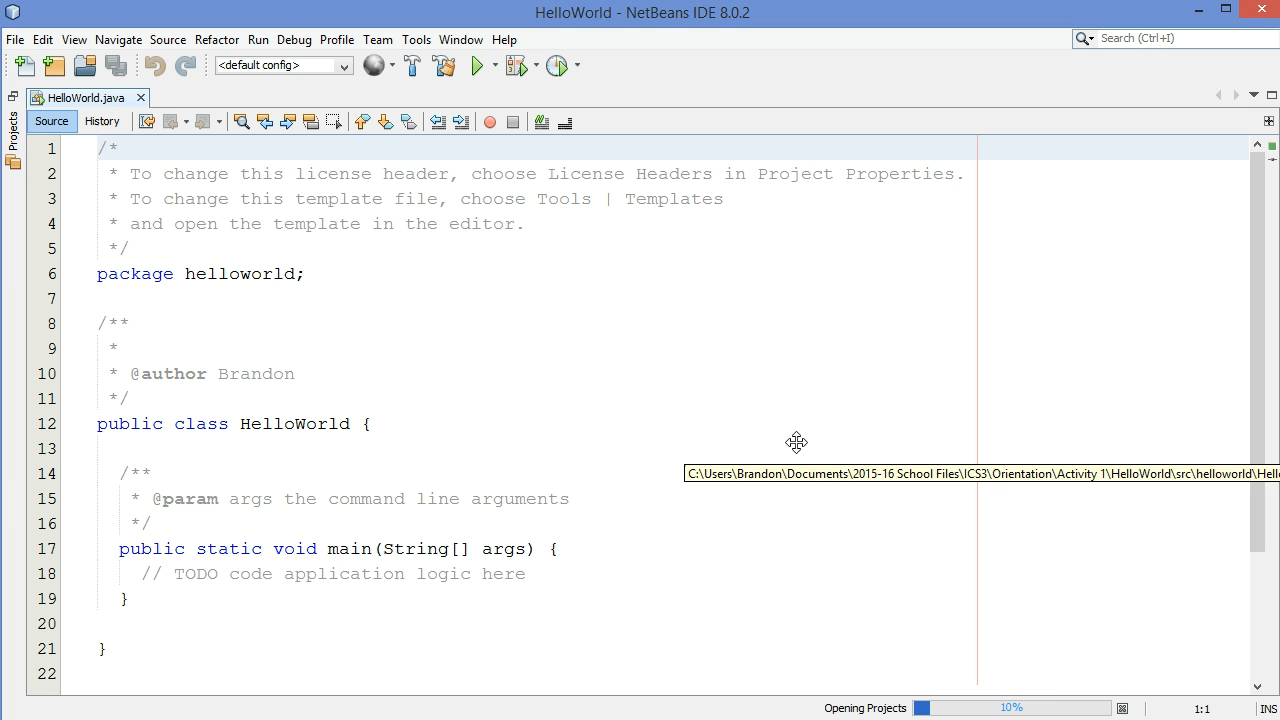 HelloWorld - NetBeans IDE 8.0.2
File Edit View Navigate Source Refactor Run Debug Profile Team Tools Window Help
Search (Ctrl+I)
<default config>
Projects
HelloWorld.java
Source History
1 /*
2 * To change this license header, choose License Headers in Project Properties.
3 * To change this template file, choose Tools | Templates
4 * and open the template in the editor.
5 */
6 package helloworld;
7
8 /**
9 *
10 * @author Brandon
11 */
12 public class HelloWorld {
13
C:\Users\Brandon\Documents\2015-16 School Files\ICS3\Orientation\Activity 1\HelloWorld\src\helloworld\Hello
14 /**
15 * @param args the command line arguments
16 */
17 public static void main(String[] args) {
18 // TODO code application logic here
19 }
20
21 }
22
Opening Projects 10% 1:1 INS